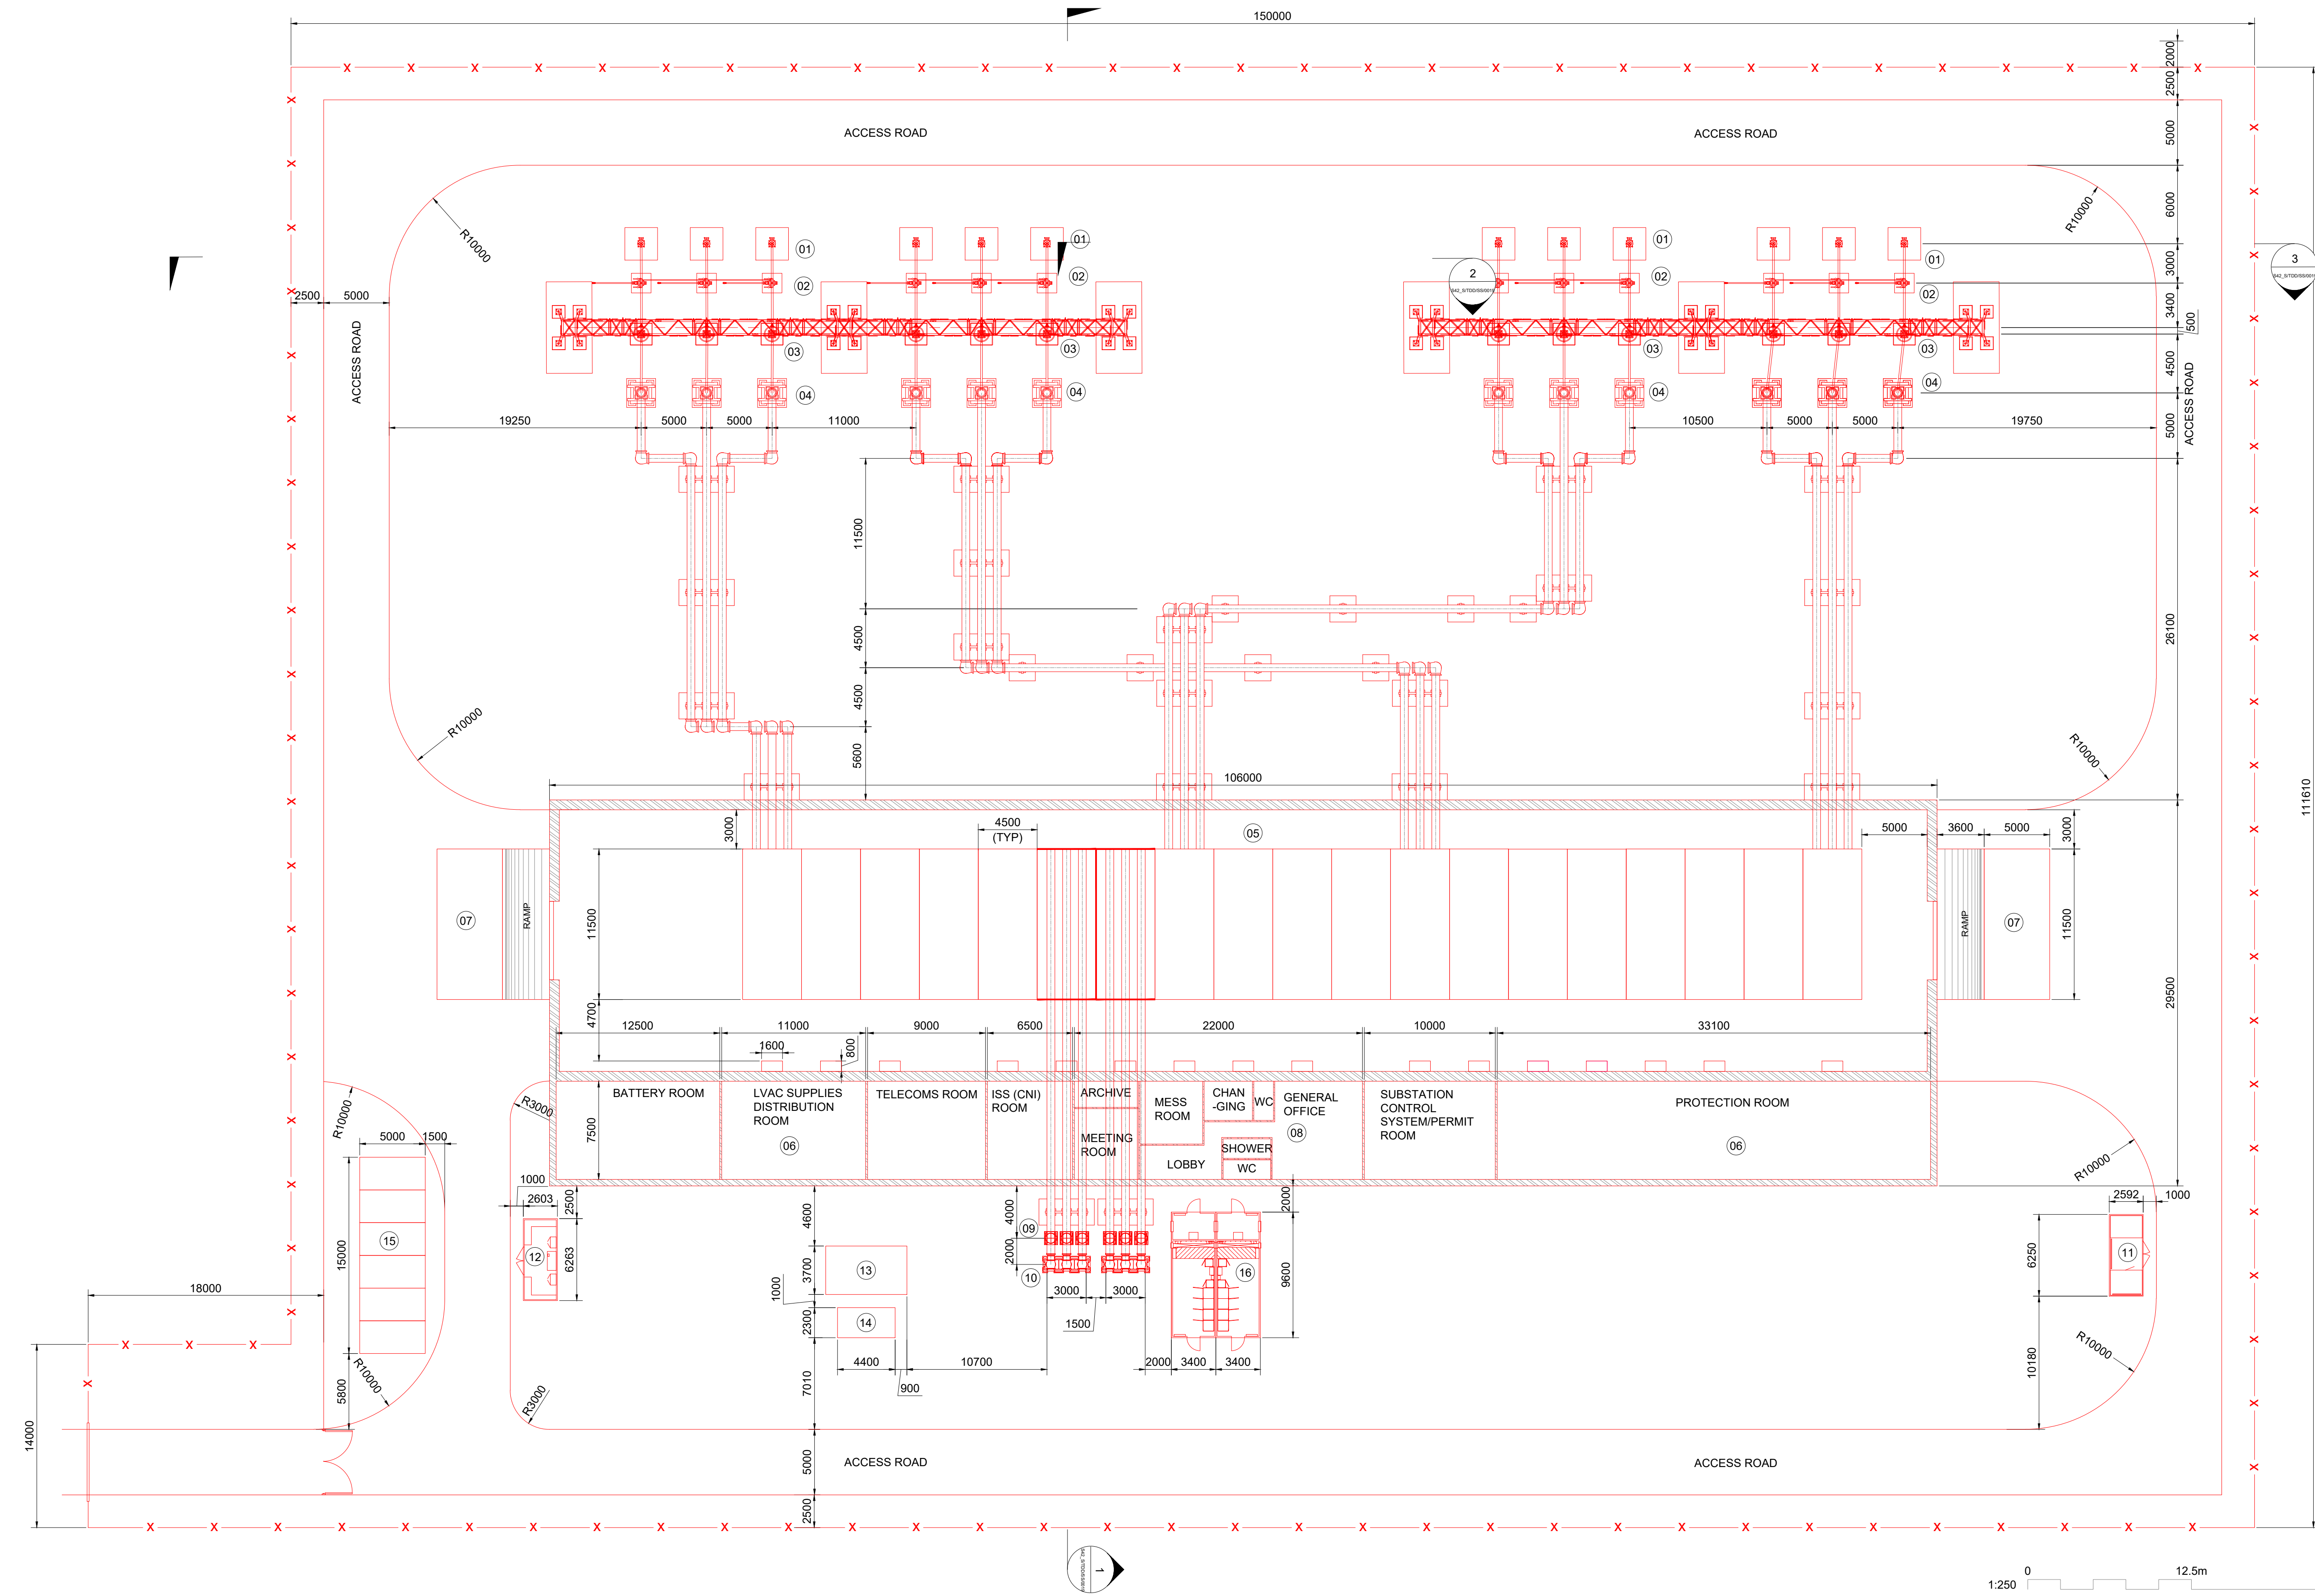 150000
X X X X X X X X X X X X X X X X X X X X X X X X X X X X X X
2000
2500
ACCESS ROAD
ACCESS ROAD
5000
R10000
R10000
6000
01
01
01
01
3000
02
02
02
02
2
3
2500
5000
3400
500
03
03
03
03
ACCESS ROAD
4500
04
04
04
04
ACCESS ROAD
19250
5000
5000
11000
10500
5000
5000
19750
5000
11500
4500
26100
4500
R10000
R10000
5600
106000
111610
3000
4500
(TYP)
05
5000
3600
5000
3000
07
RAMP
11500
RAMP
07
11500
4700
29500
12500
11000
9000
6500
22000
10000
33100
1600
800
BATTERY ROOM
LVAC SUPPLIES
DISTRIBUTION
ROOM
06
TELECOMS ROOM
ISS (CNI)
ROOM
ARCHIVE
MEETING
ROOM
MESS
ROOM
CHAN
-GING
WC
GENERAL
OFFICE
08
SHOWER
WC
LOBBY
SUBSTATION
CONTROL
SYSTEM/PERMIT
ROOM
PROTECTION ROOM
06
R3000
7500
R10000
5000
1500
R10000
1000
2603
2500
4600
4000
2000
2592
1000
15
15000
12
6263
09
2000
10
13
3700
16
9600
6250
11
18000
1000
3000
3000
1500
14
2300
R10000
4400
900
10700
2000
3400
3400
R10000
5800
7010
10180
R3000
14000
5000
ACCESS ROAD
ACCESS ROAD
2500
X X X X X X X X X X X X X X X X X X X X X X X X X X X X X X X X X
1
0
12.5m
1:250